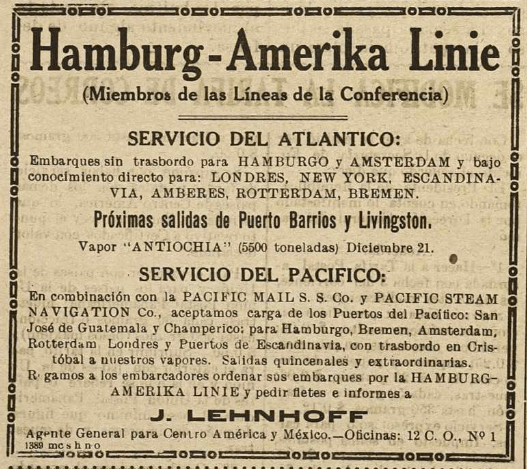 Hamburg-Amerika Linie
(Miembros de las Líneas de la Conferencia)
SERVICIO DEL ATLANTICO:
Embarques sin trasbordo para HAMBURGO y AMSTERDAM y bajo
conocimiento directo para: LONDRES, NEW YORK, ESCANDINA-
VIA, AMBERES, ROTTERDAM, BREMEN.
Próximas salidas de Puerto Barrios y Livingston.
Vapor "ANTIOCHIA" (5500 toneladas) Diciembre 21.
SERVICIO DEL PACIFICO:
En combinación con la PACIFIC MAIL S. S. Co. y PACIFIC STEAM
NAVIGATION Co., aceptamos carga de los Puertos del Pacífico: San
José de Guatemala y Champerico; para Hamburgo, Bremen, Amsterdam,
Rotterdam Londres y Puertos de Escandinavia, con trasbordo en Cris-
tóbal a nuestros vapores. Salidas quincenales y extraordinarias.
R gamos a los embarcadores ordenar sus embarques por la HAMBURG-
AMERIKA LINIE y pedir fletes e informes a
J. LEHNHOFF
Agente General para Centro América y México.—Oficinas: 12 C. O., Nº 1
1389 mc s h n o